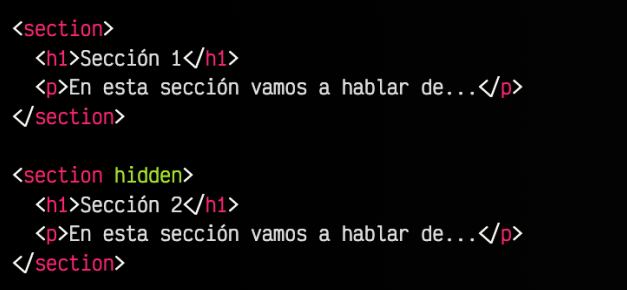 <section>
<h1>Sección 1</h1>
<p>En esta sección vamos a hablar de...</p>
</section>
<section hidden>
<h1>Sección 2</h1>
<p>En esta sección vamos a hablar de...</p>
</section>